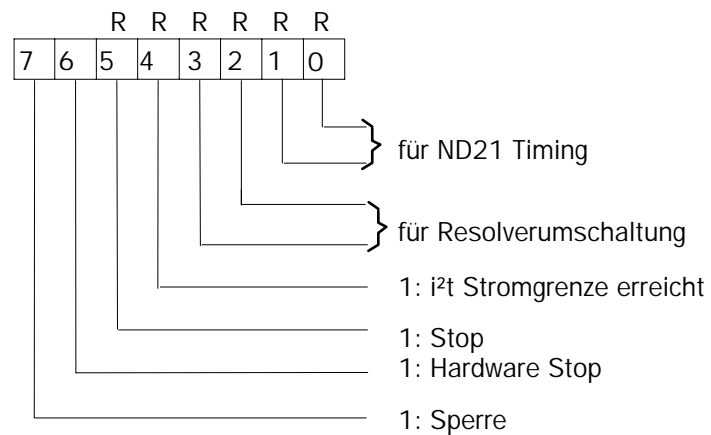 R R R R R R
7 6 5 4 3 2 1 0
für ND21 Timing
für Resolverumschaltung
1: i²t Stromgrenze erreicht
1: Stop
1: Hardware Stop
1: Sperre